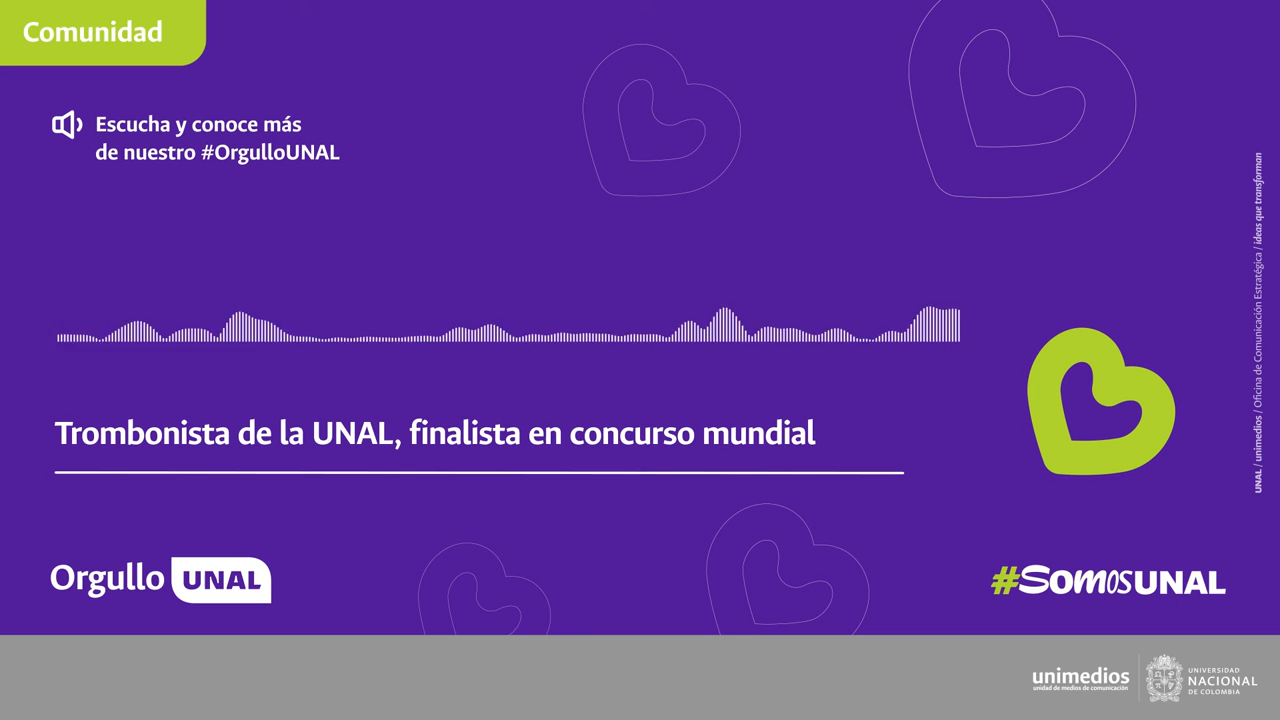 Comunidad
Escucha y conoce más
de nuestro #OrgulloUNAL
Trombonista de la UNAL, finalista en concurso mundial
Orgullo UNAL
#SomosUNAL
UNAL / unimedios / Oficina de Comunicación Estratégica / ideas que transforman
unimedios
unidad de medios de comunicación
UNIVERSIDAD
NACIONAL
DE COLOMBIA